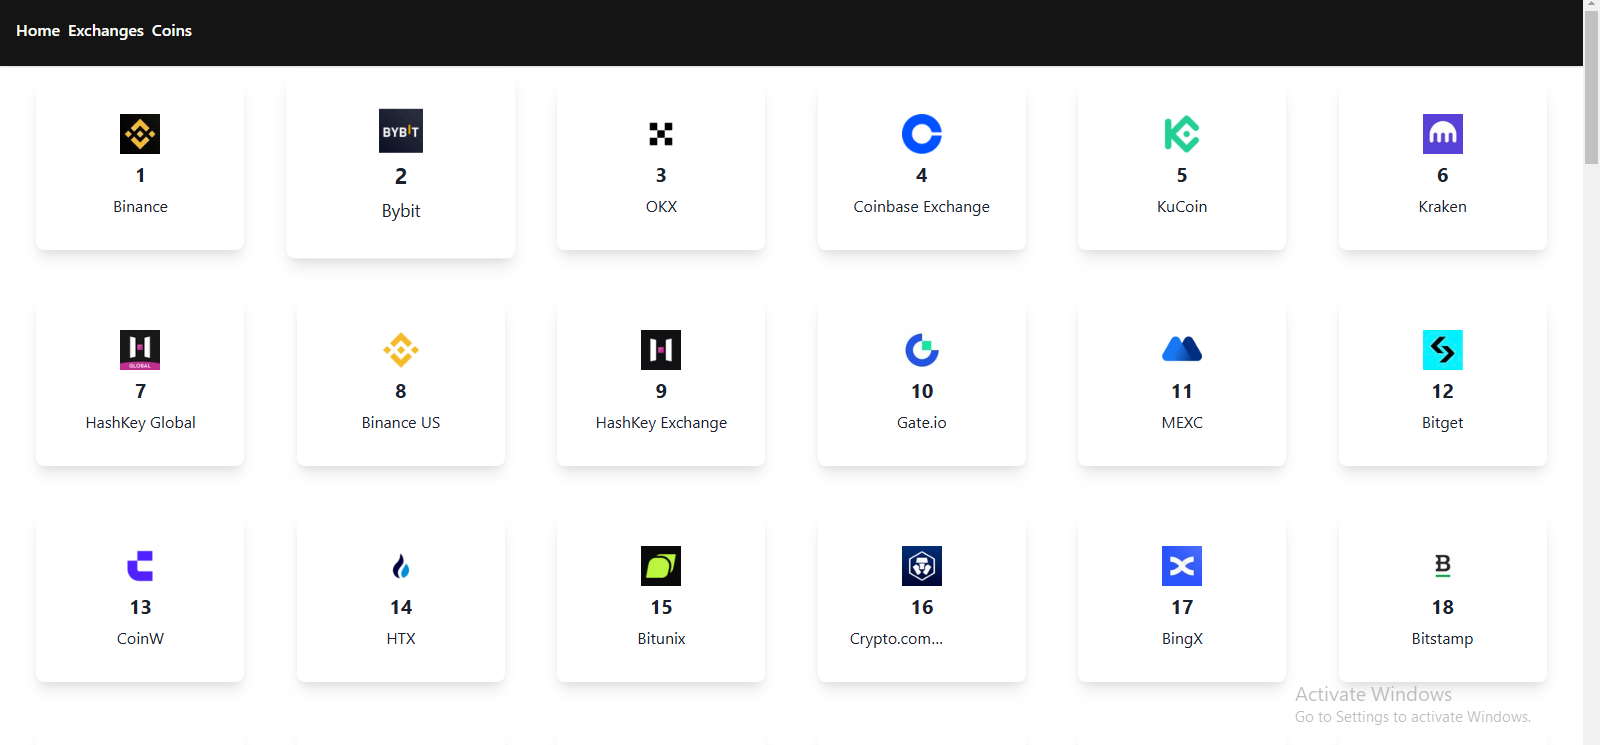 Home Exchanges Coins
BYBIT
1
2
3
4
5
6
Binance
Bybit
OKX
Coinbase Exchange
KuCoin
Kraken
GLOBAL
7
8
9
10
11
12
HashKey Global
Binance US
HashKey Exchange
Gate.io
MEXC
Bitget
B
13
14
15
16
17
18
CoinW
HTX
Bitunix
Crypto.com...
BingX
Bitstamp
Activate Windows
Go to Settings to activate Windows.